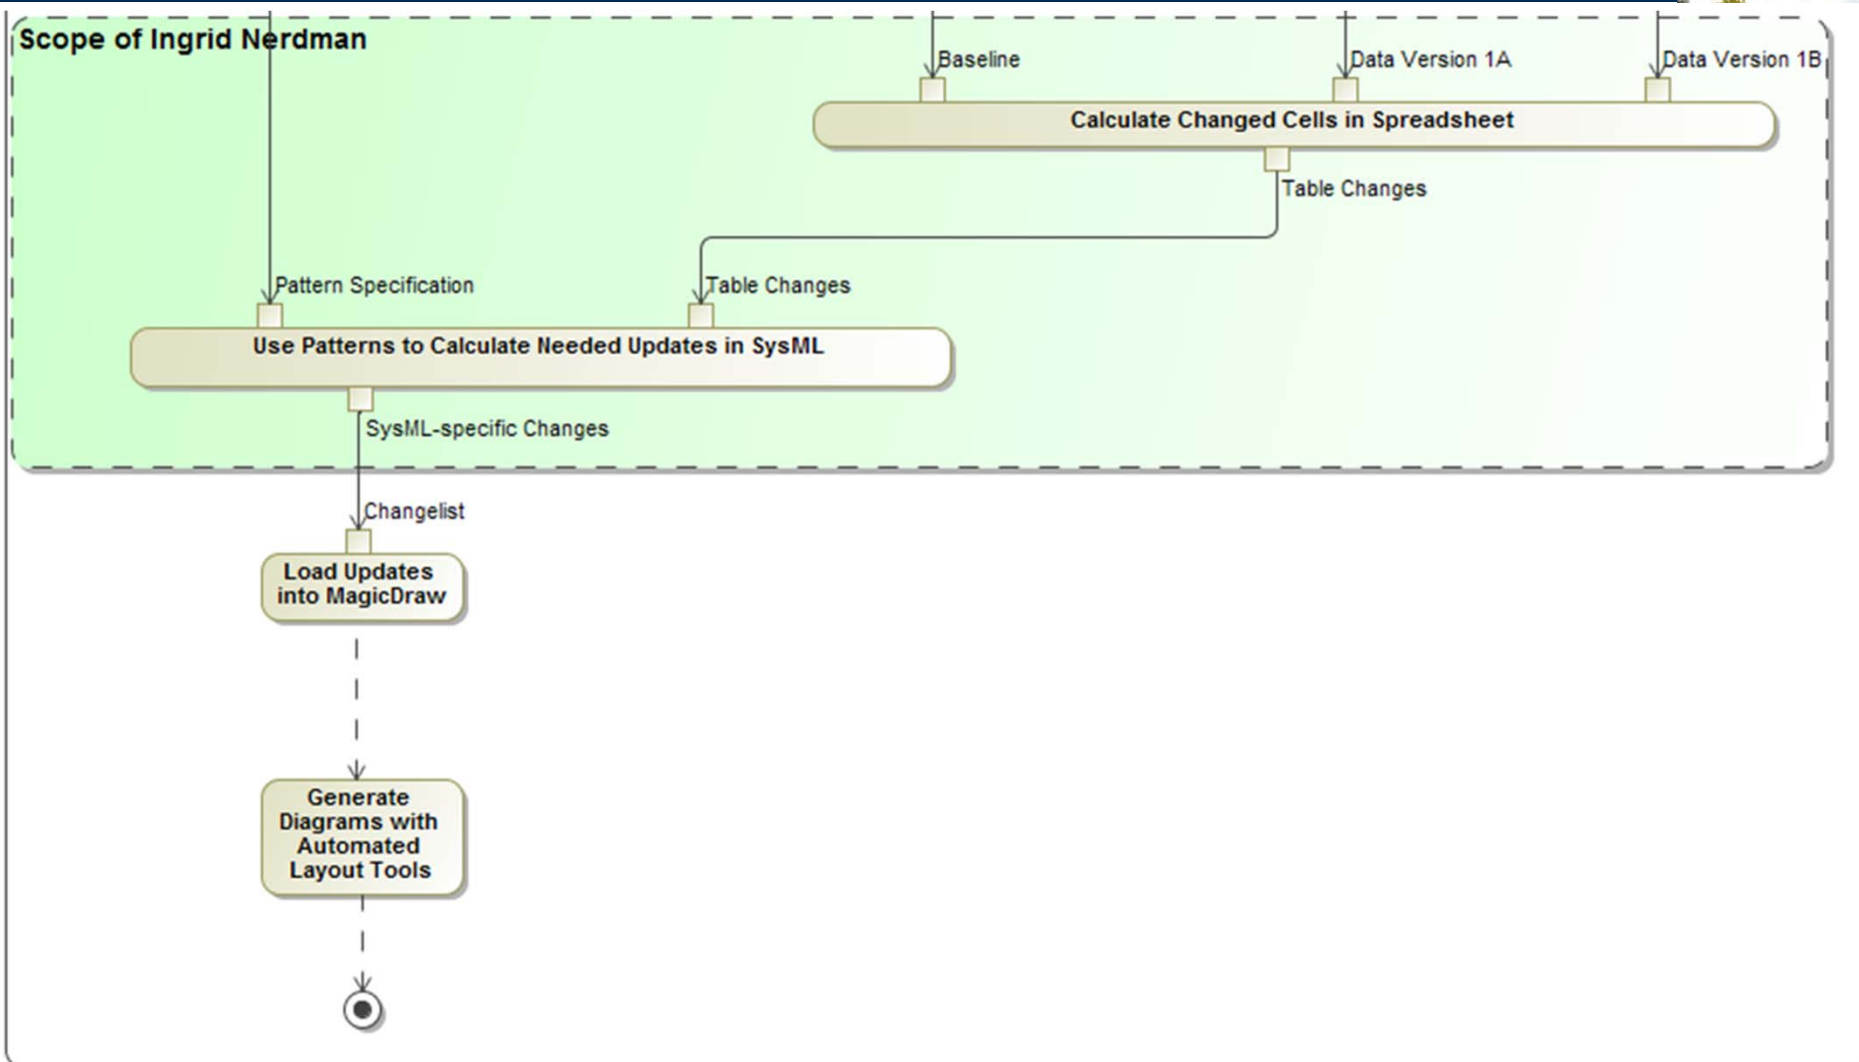 Scope of Ingrid Nerdman
Baseline
Data Version 1A
Data Version 1B
Calculate Changed Cells in Spreadsheet
Table Changes
Pattern Specification
Table Changes
Use Patterns to Calculate Needed Updates in SysML
SysML-specific Changes
Changelist
Load Updates
into MagicDraw
Generate
Diagrams with
Automated
Layout Tools